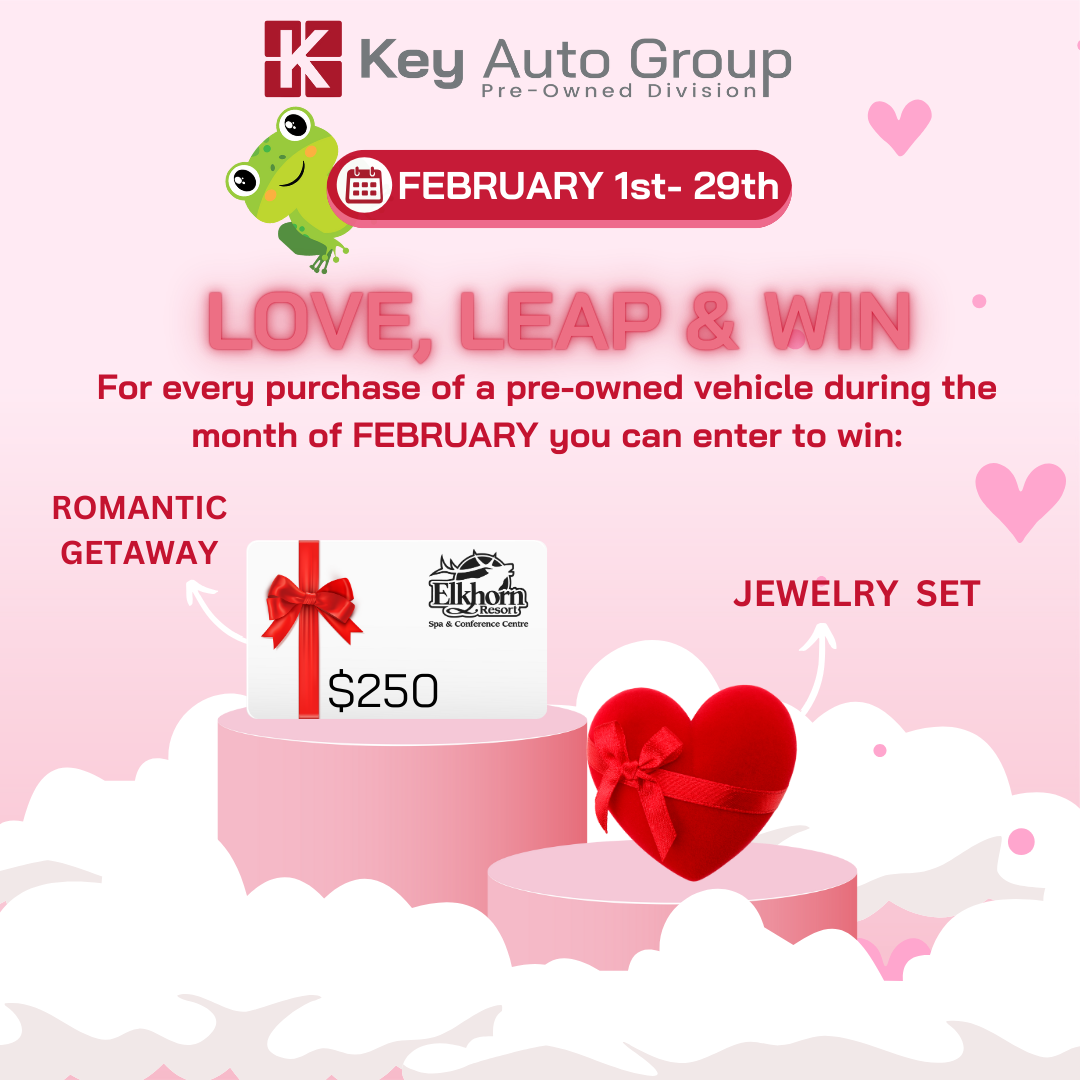 K Key Auto Group
Pre-Owned Division
FEBRUARY 1st- 29th
LOVE, LEAP & WIN
For every purchase of a pre-owned vehicle during the
month of FEBRUARY you can enter to win:
ROMANTIC
GETAWAY
Elkhorn
Resort
Spa & Conference Centre
$250
JEWELRY SET